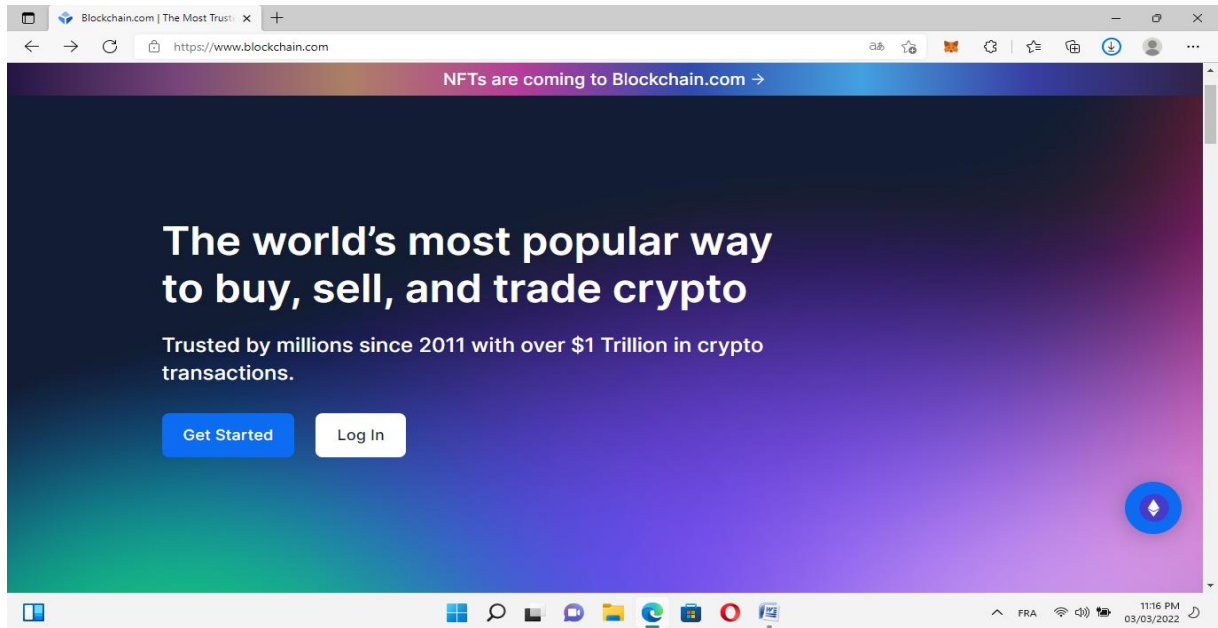 Blockchain.com | The Most Trust
https://www.blockchain.com
NFTs are coming to Blockchain.com →
The world's most popular way
to buy, sell, and trade crypto
Trusted by millions since 2011 with over $1 Trillion in crypto
transactions.
Get Started
Log In
FRA
11:16 PM
03/03/2022